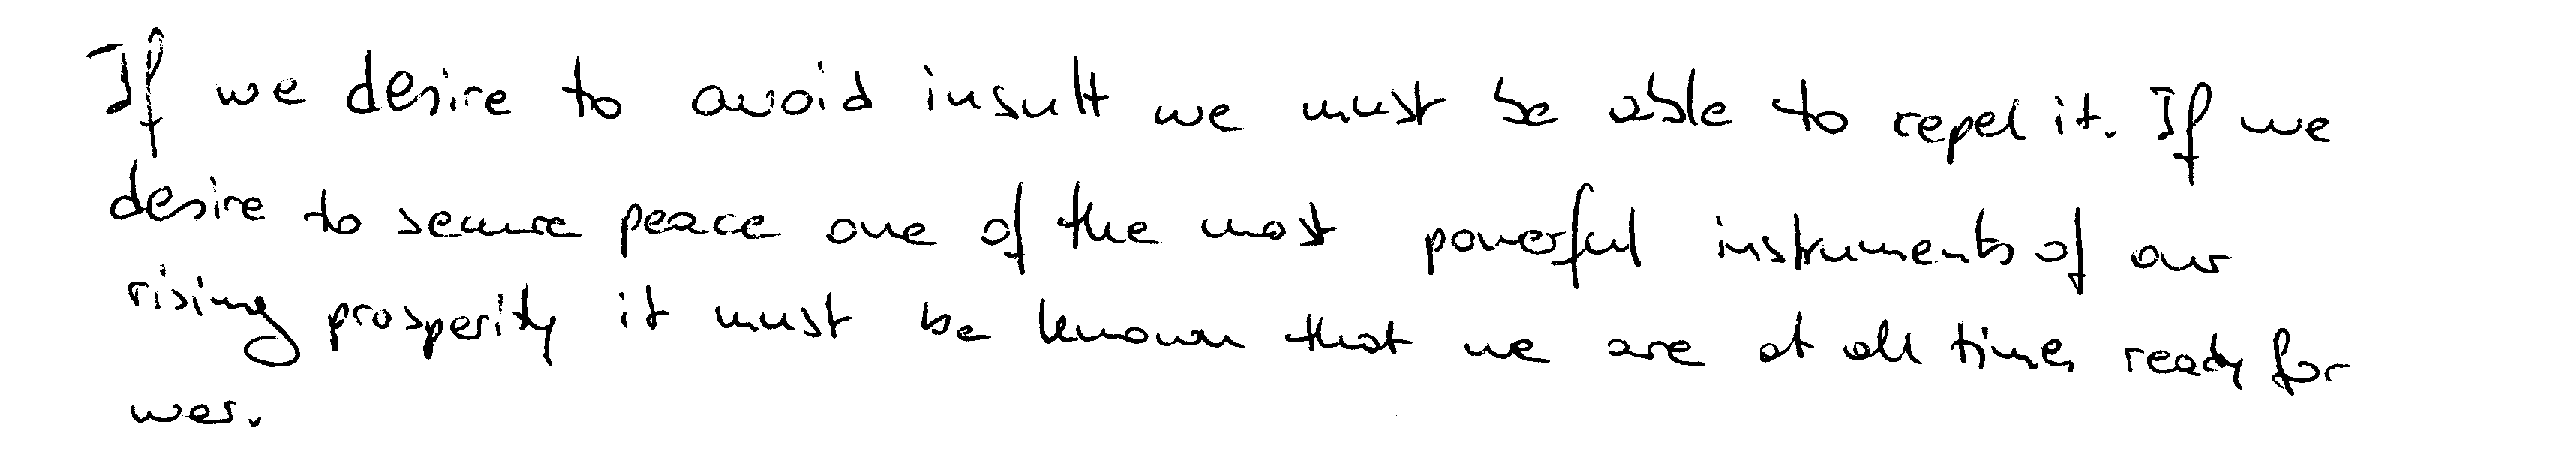 If we desire to avoid insult we must be able to repel it. If we
desire to secure peace one of the most powerful instruments of our
rising prosperity it must be known that we are at all times ready for
war.